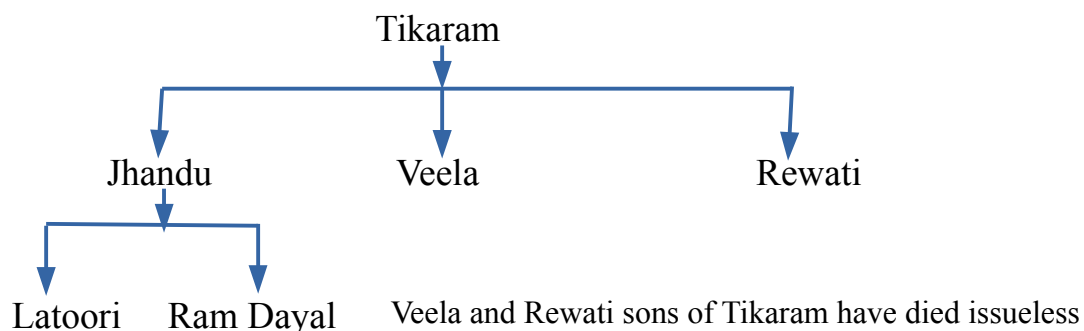 Tikaram
Jhandu Veela Rewati
Latoori Ram Dayal Veela and Rewati sons of Tikaram have died issueless